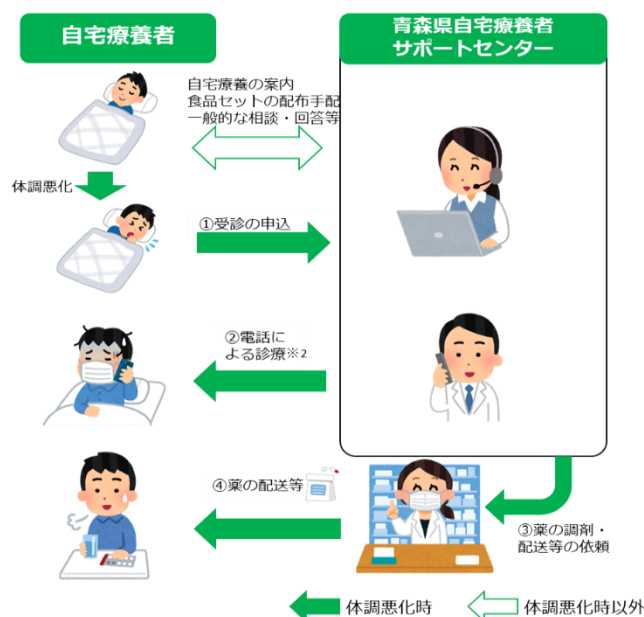 自宅療養者
青森県自宅療養者
サポートセンター
自宅療養の案内
食品セットの配布手配
一般的な相談・回答等
体調悪化
①受診の申込
②電話に
よる診療※2
④薬の配送等
③薬の調剤・
配送等の依頼
体調悪化時
体調悪化時以外